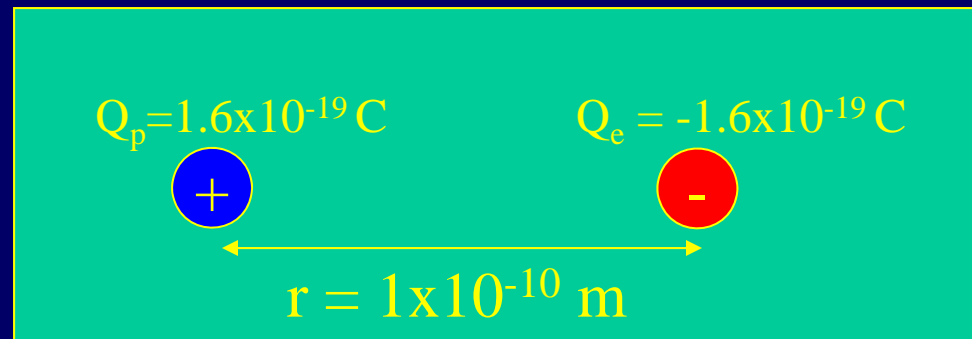 Qₚ=1.6x10⁻¹⁹ C Qₑ = -1.6x10⁻¹⁹ C
+ -
r = 1x10⁻¹⁰ m